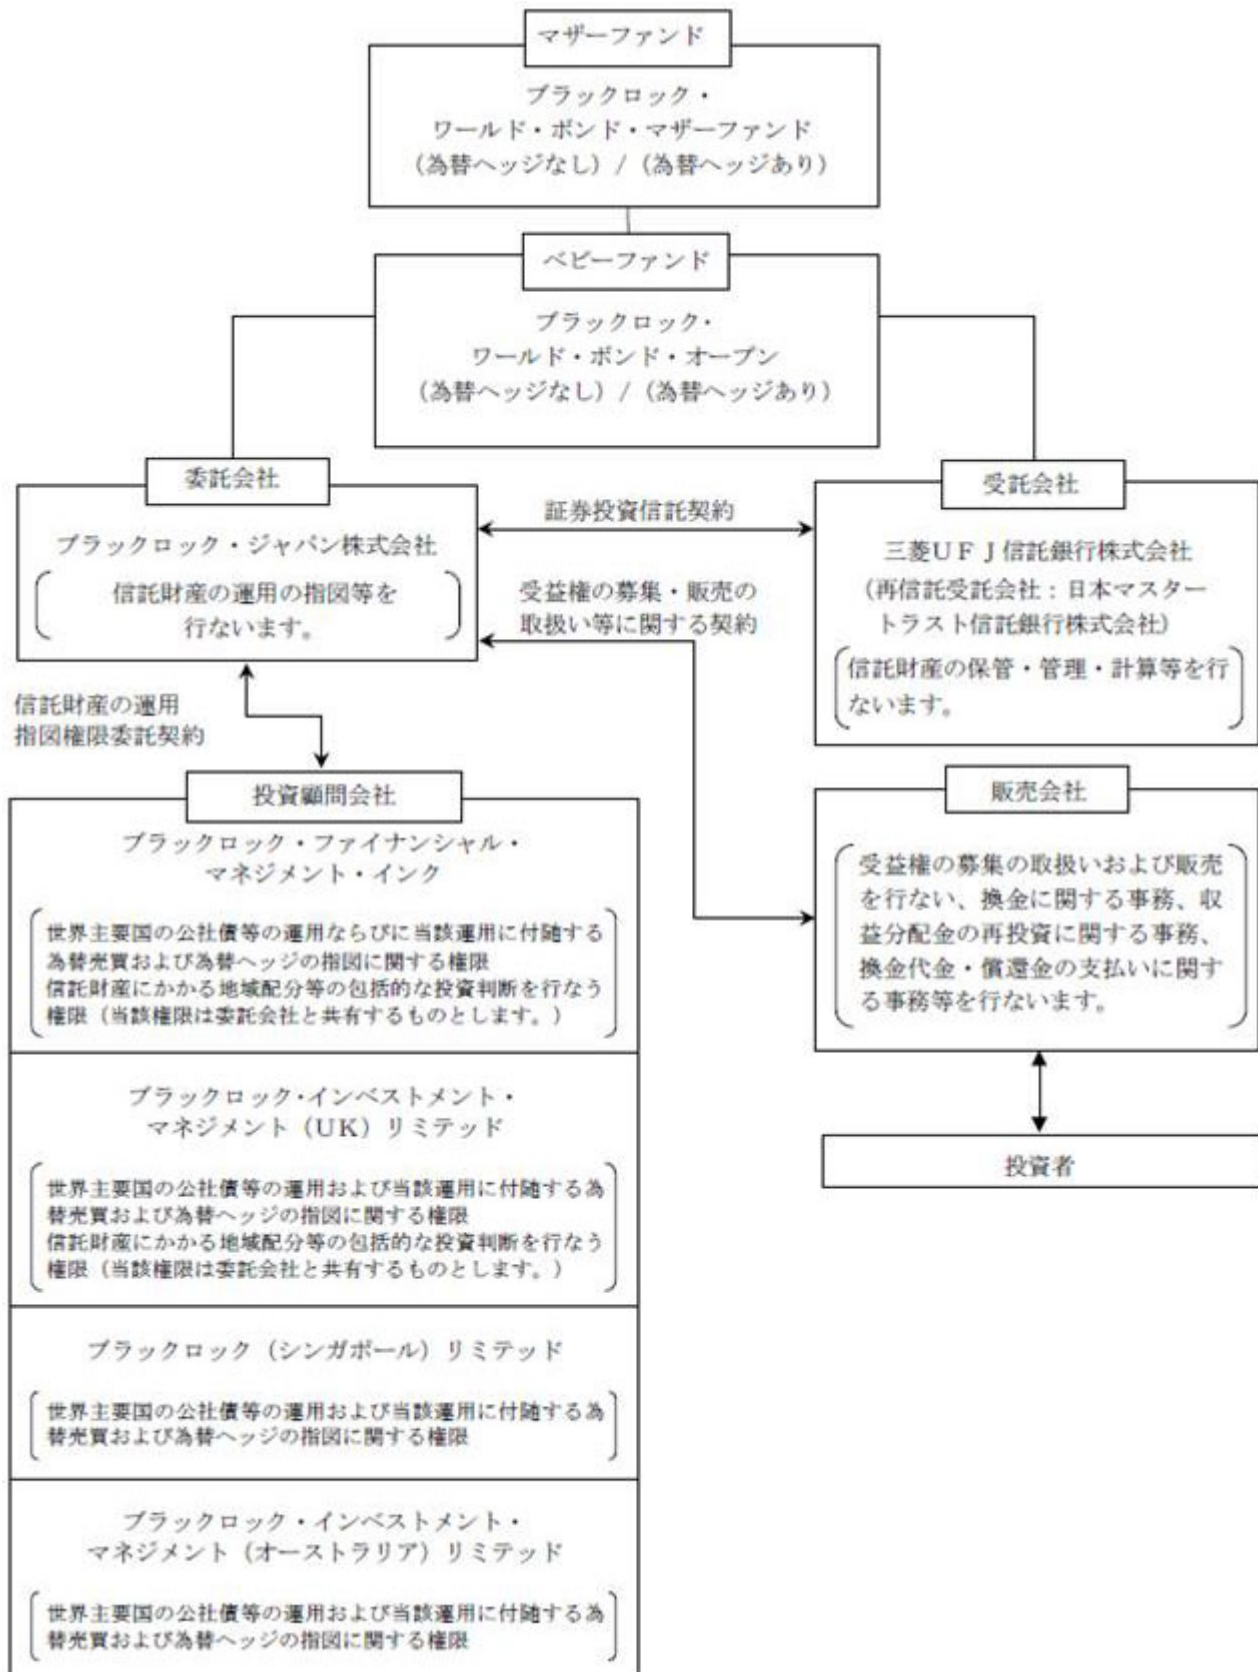 マザーファンド
ブラックロック・
ワールド・ボンド・マザーファンド
(為替ヘッジなし) / (為替ヘッジあり)
ベビーファンド
ブラックロック・
ワールド・ボンド・オープン
(為替ヘッジなし) / (為替ヘッジあり)
委託会社
ブラックロック・ジャパン株式会社
信託財産の運用の指図等を
行ないます。
証券投資信託契約
受益権の募集・販売の
取扱い等に関する契約
受託会社
三菱UFJ信託銀行株式会社
(再信託受託会社：日本マスター
トラスト信託銀行株式会社)
信託財産の保管・管理・計算等を行
ないます。
信託財産の運用
指図権限委託契約
投資顧問会社
ブラックロック・ファイナンシャル・
マネジメント・インク
世界主要国の公社債等の運用ならびに当該運用に付随する
為替売買および為替ヘッジの指図に関する権限
信託財産にかかる地域配分等の包括的な投資判断を行なう
権限（当該権限は委託会社と共有するものとします。）
ブラックロック・インベストメント・
マネジメント（UK）リミテッド
世界主要国の公社債等の運用および当該運用に付随する為
替売買および為替ヘッジの指図に関する権限
信託財産にかかる地域配分等の包括的な投資判断を行なう
権限（当該権限は委託会社と共有するものとします。）
ブラックロック（シンガポール）リミテッド
世界主要国の公社債等の運用および当該運用に付随する為
替売買および為替ヘッジの指図に関する権限
ブラックロック・インベストメント・
マネジメント（オーストラリア）リミテッド
世界主要国の公社債等の運用および当該運用に付随する為
替売買および為替ヘッジの指図に関する権限
販売会社
受益権の募集の取扱いおよび販売
を行ない、換金に関する事務、収
益分配金の再投資に関する事務、
換金代金・償還金の支払いに関す
る事務等を行ないます。
投資者